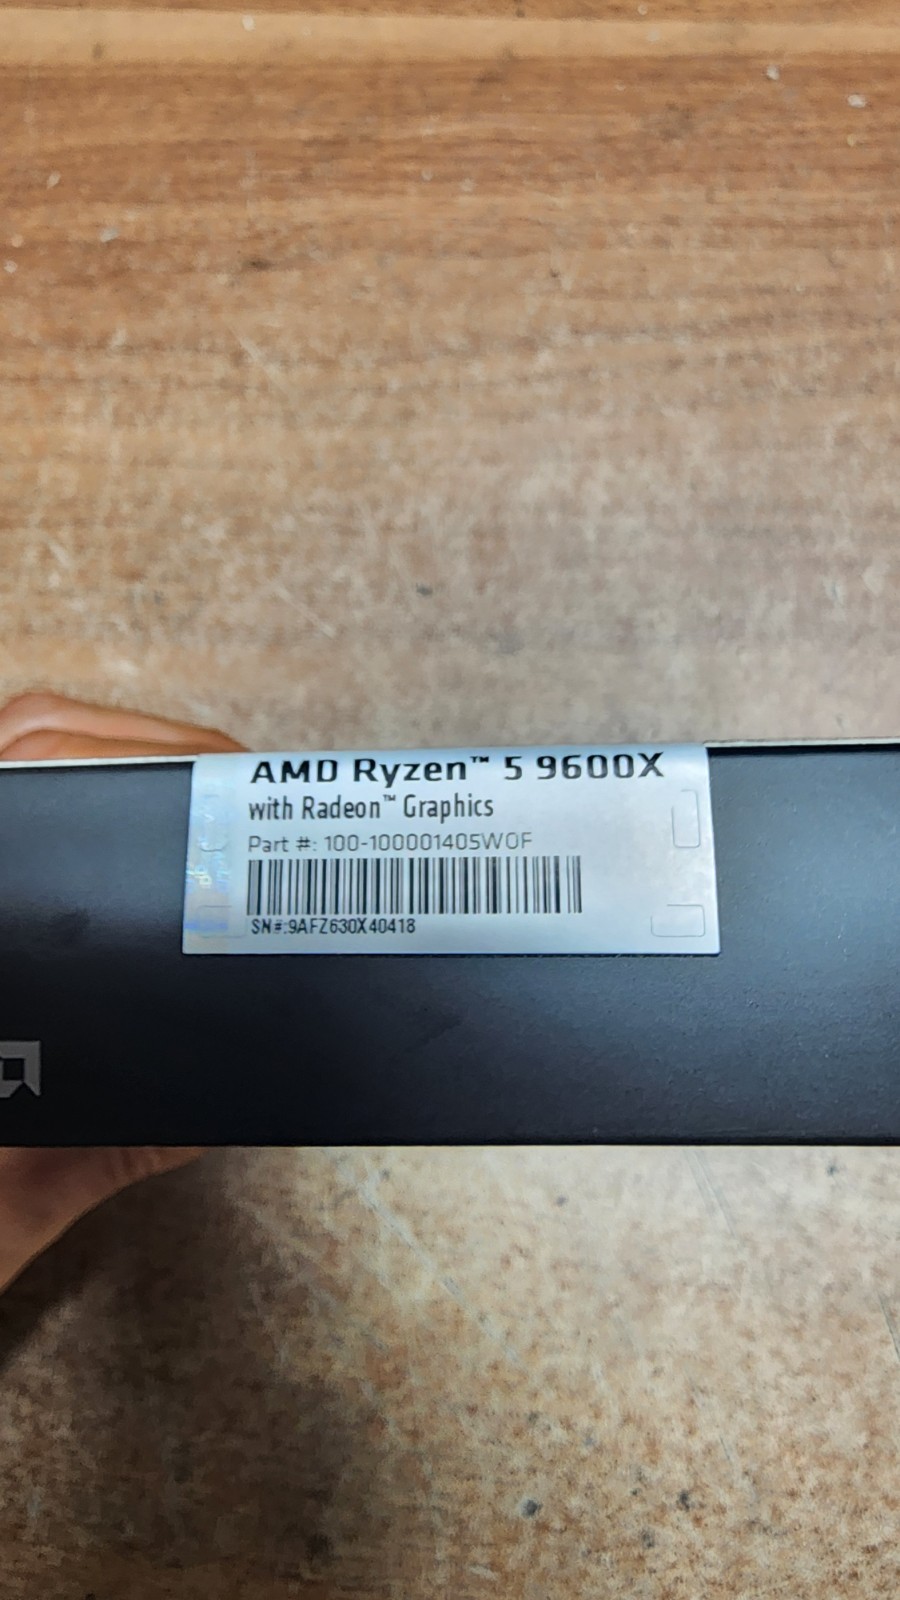 AMD Ryzen™ 5 9600X
with Radeon™ Graphics
Part #: 100-100001405WOF
SN#:9AFZ630X40418